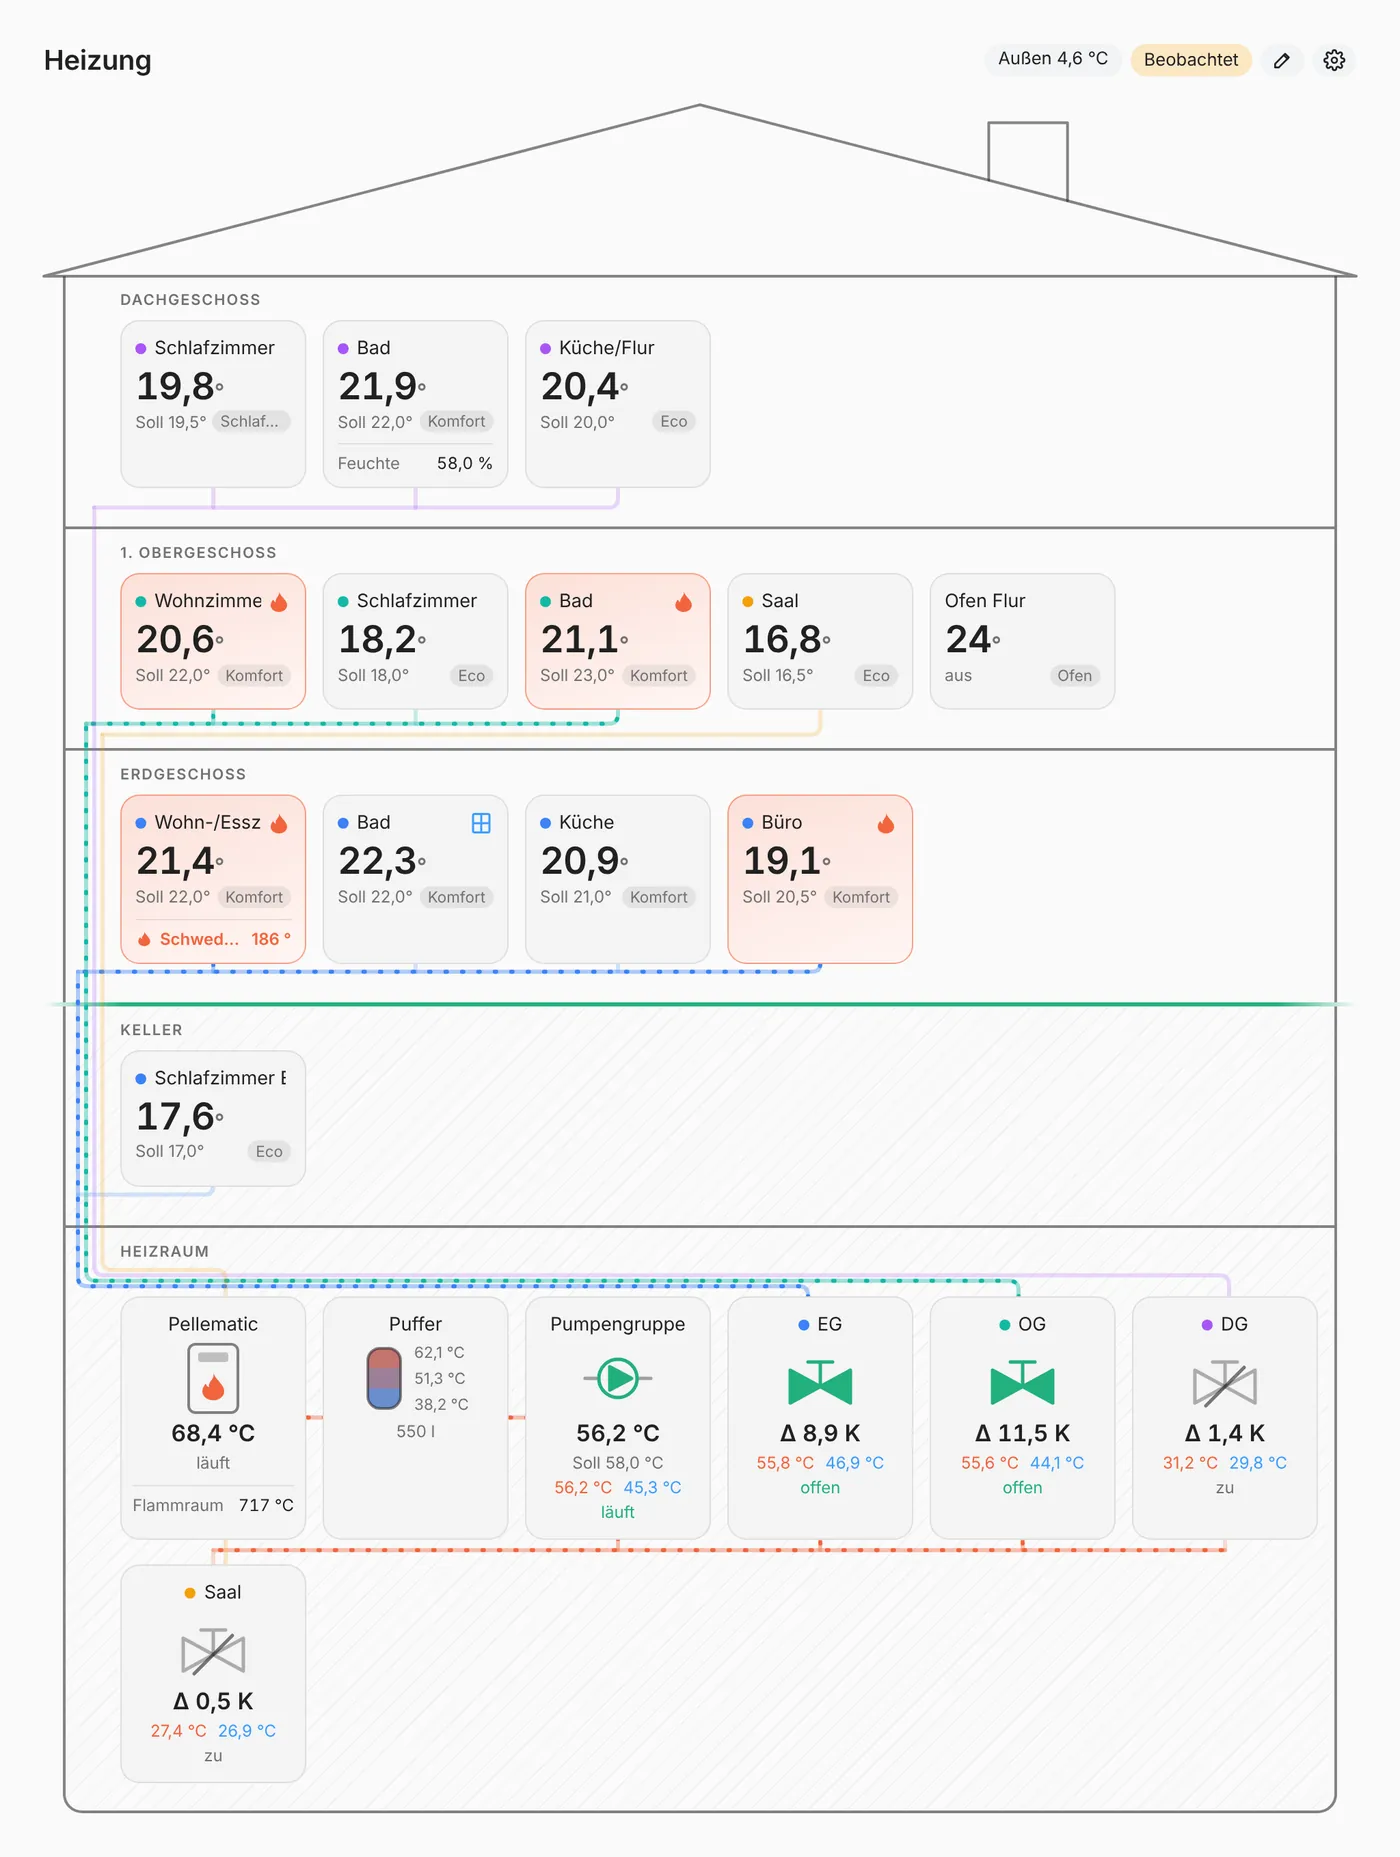 Heizung
Außen 4,6 °C
Beobachtet
DACHGESCHOSS
Schlafzimmer
19,8°
Soll 19,5° Schlaf...
Bad
21,9°
Soll 22,0° Komfort
Feuchte 58,0 %
Küche/Flur
20,4°
Soll 20,0° Eco
1. OBERGESCHOSS
Wohnzimme
20,6°
Soll 22,0° Komfort
Schlafzimmer
18,2°
Soll 18,0° Eco
Bad
21,1°
Soll 23,0° Komfort
Saal
16,8°
Soll 16,5° Eco
Ofen Flur
24°
aus Ofen
ERDGESCHOSS
Wohn-/Essz
21,4°
Soll 22,0° Komfort
Schwed... 186 °
Bad
22,3°
Soll 22,0° Komfort
Küche
20,9°
Soll 21,0° Komfort
Büro
19,1°
Soll 20,5° Komfort
KELLER
Schlafzimmer
17,6°
Soll 17,0° Eco
HEIZRAUM
Pellematic
68,4 °C
läuft
Flammraum 717 °C
Puffer
62,1 °C
51,3 °C
38,2 °C
550 l
Pumpengruppe
56,2 °C
Soll 58,0 °C
56,2 °C 45,3 °C
läuft
EG
Δ 8,9 K
55,8 °C 46,9 °C
offen
OG
Δ 11,5 K
55,6 °C 44,1 °C
offen
DG
Δ 1,4 K
31,2 °C 29,8 °C
zu
Saal
Δ 0,5 K
27,4 °C 26,9 °C
zu